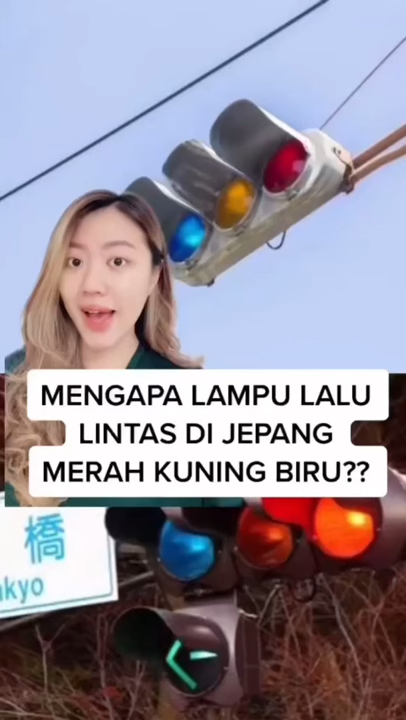 MENGAPA LAMPU LALU
LINTAS DI JEPANG
MERAH KUNING BIRU??
橋
kyo